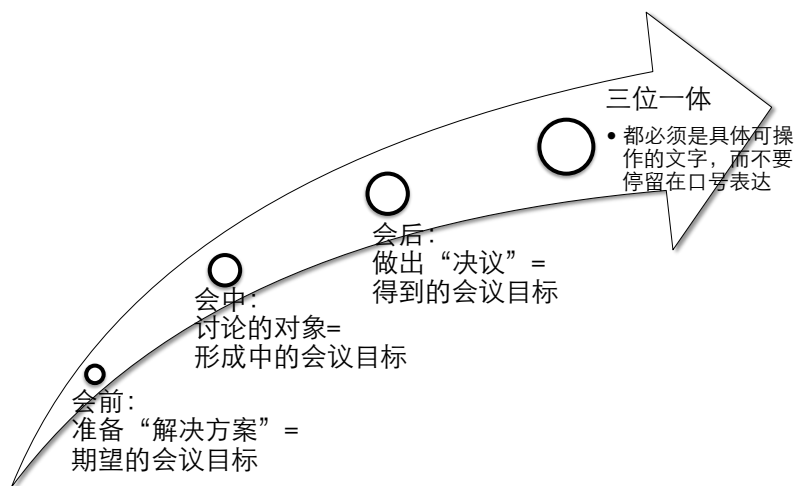 会前：
准备“解决方案”=
期望的会议目标
会中：
讨论的对象=
形成中的会议目标
会后：
做出“决议”=
得到的会议目标
三位一体
• 都必须是具体可操
作的文字，而不要
停留在口号表达